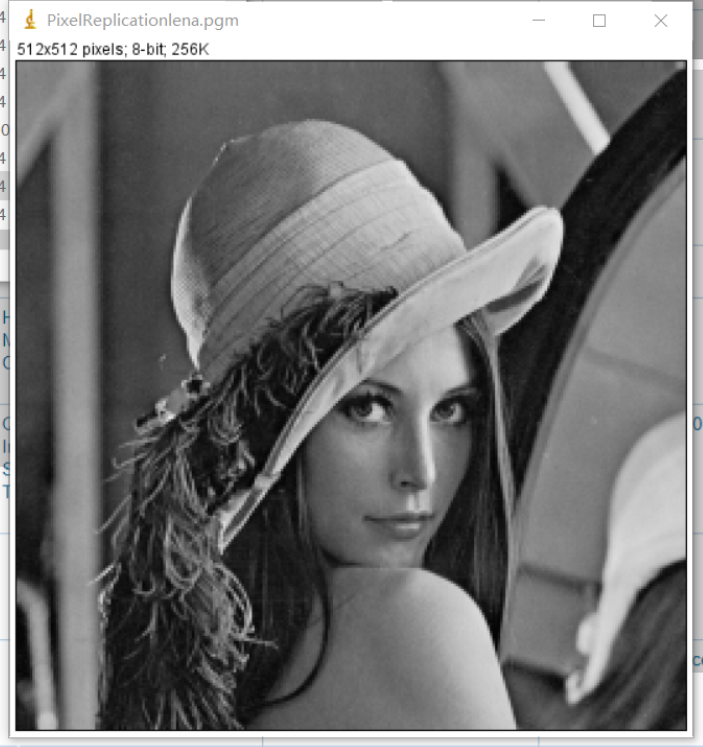 PixelReplicationlena.pgm
512x512 pixels; 8-bit; 256K